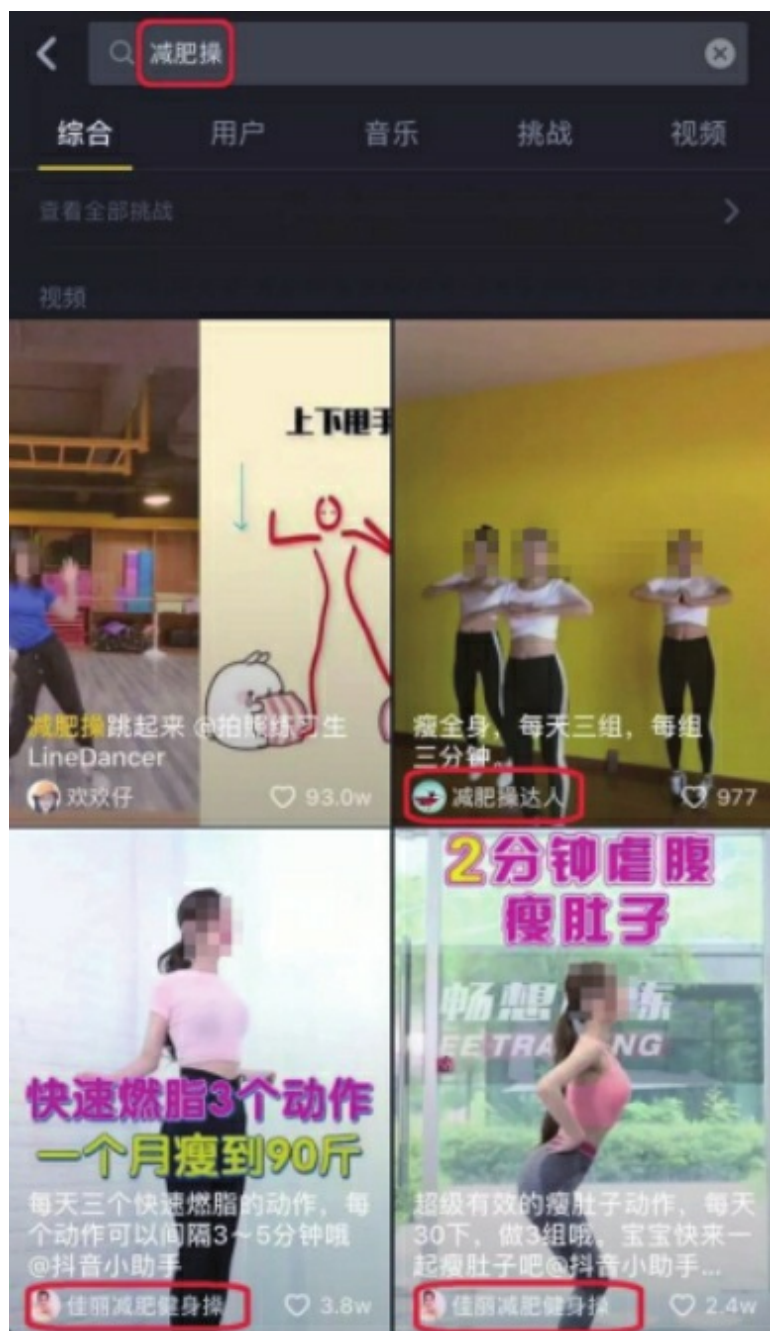 减肥操
综合 用户 音乐 挑战 视频
查看全部挑战
视频
上下甩手
减肥操跳起来 @拍照练习生
LineDancer
欢欢仔 93.0w
瘦全身，每天三组，每组
三分钟。
减肥操达人 977
快速燃脂3个动作
一个月瘦到90斤
每天三个快速燃脂的动作，每
个动作可以间隔3～5分钟哦
@抖音小助手
佳丽减肥健身操 3.8w
2分钟虐腹
瘦肚子
畅想
EE TRA NG
超级有效的瘦肚子动作，每天
30下，做3组哦，宝宝快来一
起瘦肚子吧@抖音小助手...
佳丽减肥健身操 2.4w